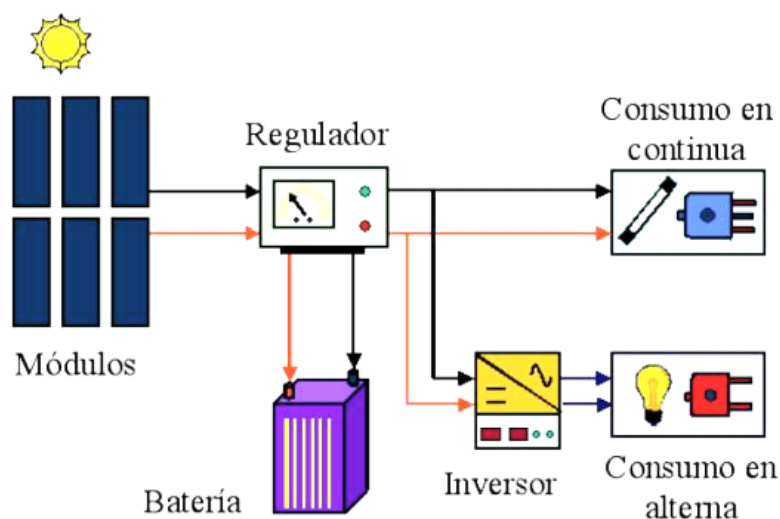 Regulador
Consumo en
continua
Módulos
Batería
Inversor
Consumo en
alterna